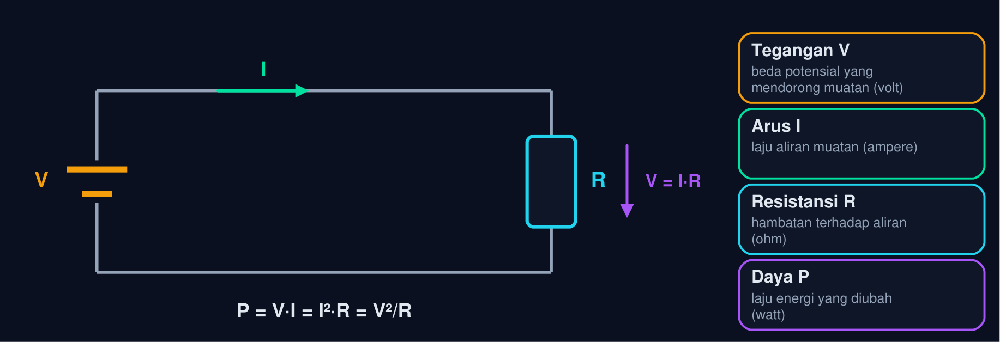 I
V
R
V = I·R
P = V·I = I²·R = V²/R
Tegangan V
beda potensial yang
mendorong muatan (volt)
Arus I
laju aliran muatan (ampere)
Resistansi R
hambatan terhadap aliran
(ohm)
Daya P
laju energi yang diubah
(watt)